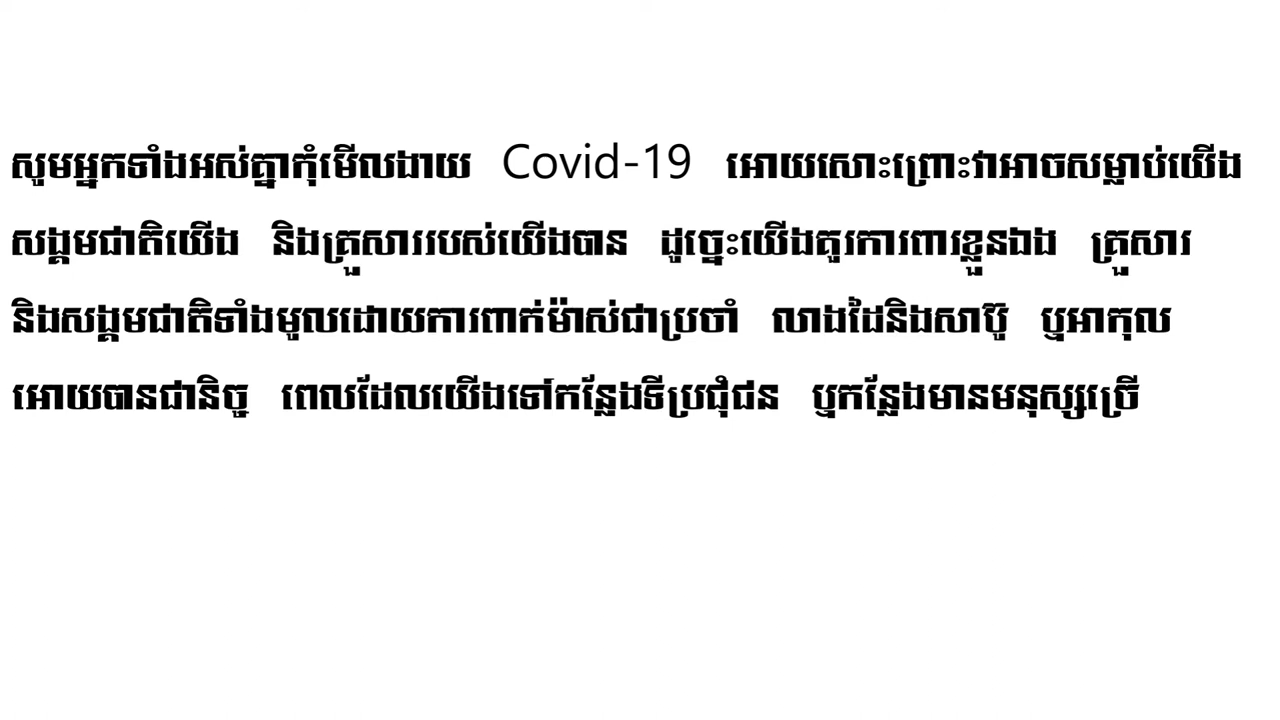 សូមអ្នកទាំងអស់គ្នាកុំមើលងាយ Covid-19 អោយសោះព្រោះវាអាចសម្លាប់យើង
សង្គមជាតិយើង និងគ្រួសាររបស់យើងបាន ដូច្នេះយើងគួរការពារខ្លួនឯង គ្រួសារ
និងសង្គមជាតិទាំងមូលដោយការពាក់ម៉ាស់ជាប្រចាំ លាងដៃនិងសាប៊ូ ឬអាកុល
អោយបានជានិច្ច ពេលដែលយើងទៅកន្លែងទីប្រជុំជន ឬកន្លែងមានមនុស្សច្រើ